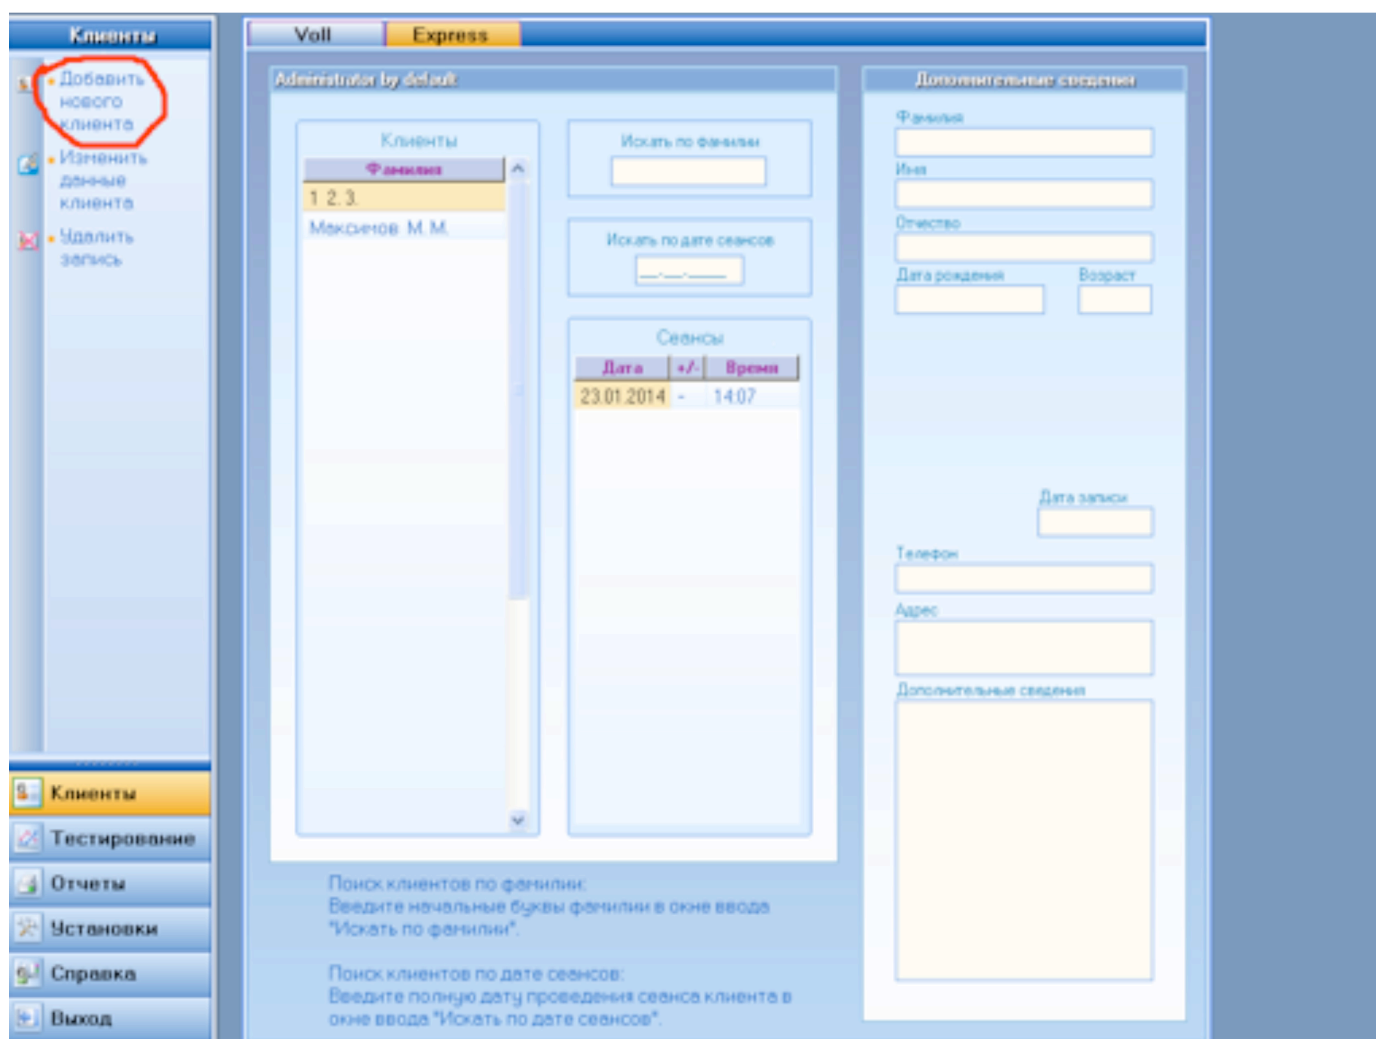 Клиенты
Добавить
нового
клиента
Изменить
данные
клиента
Удалить
запись
Клиенты
Тестирование
Отчеты
Установки
Справка
Выход
Voll
Express
Administrator by default
Клиенты
Фамилия
1 2. 3.
Максимов М. М.
Искать по фамилии
Искать по дате сеансов
__.__.____
Сеансы
Дата +/- Время
23.01.2014 - 14:07
Поиск клиентов по фамилии:
Введите начальные буквы фамилии в окне ввода
"Искать по фамилии".
Поиск клиентов по дате сеансов:
Введите полную дату проведения сеанса клиента в
окне ввода "Искать по дате сеансов".
Дополнительные сведения
Фамилия
Имя
Отчество
Дата рождения Возраст
Дата записи
Телефон
Адрес
Дополнительные сведения